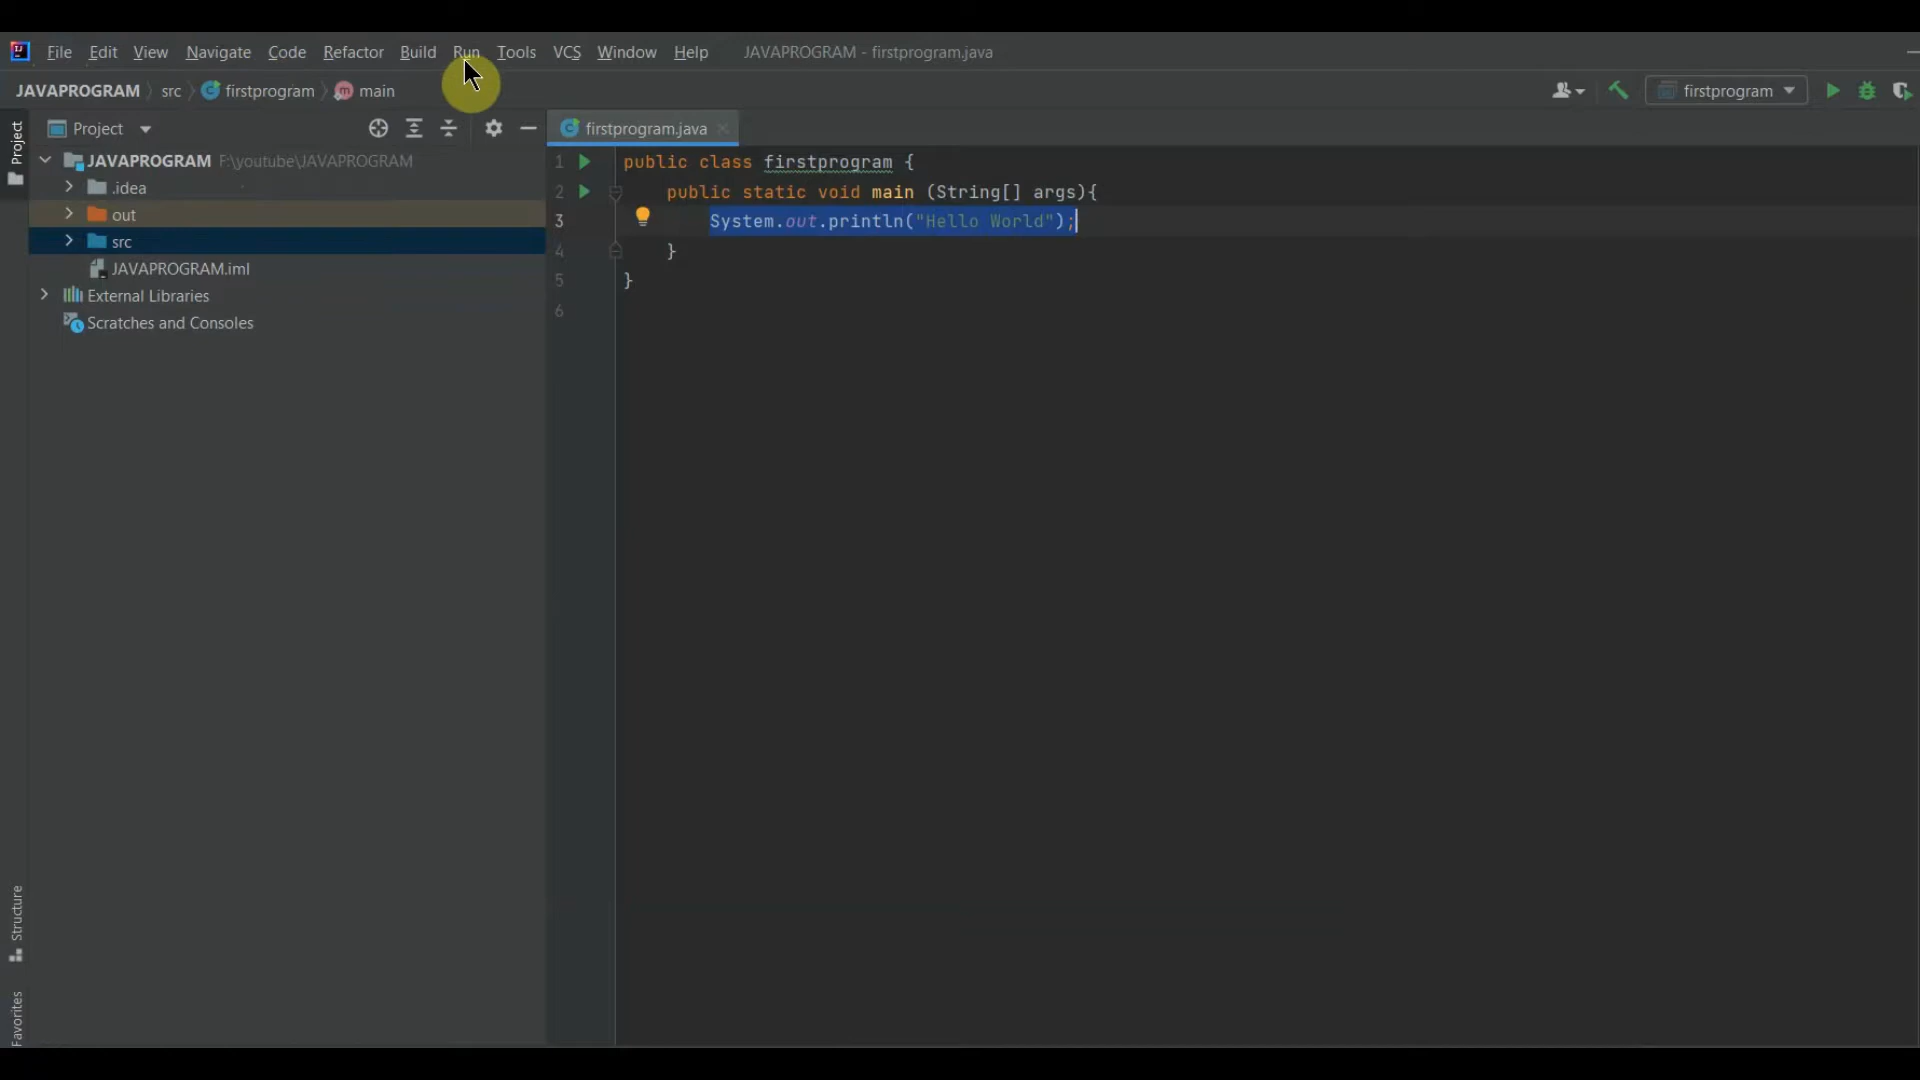 File Edit View Navigate Code Refactor Build Run Tools VCS Window Help JAVAPROGRAM - firstprogram.java
JAVAPROGRAM src firstprogram main firstprogram
Project firstprogram.java
Project
JAVAPROGRAM F:\youtube\JAVAPROGRAM
.idea
out
src
JAVAPROGRAM.iml
External Libraries
Scratches and Consoles
1 public class firstprogram {
2 public static void main (String[] args){
3 System.out.println("Hello World");
4 }
5 }
6
Structure
Favorites